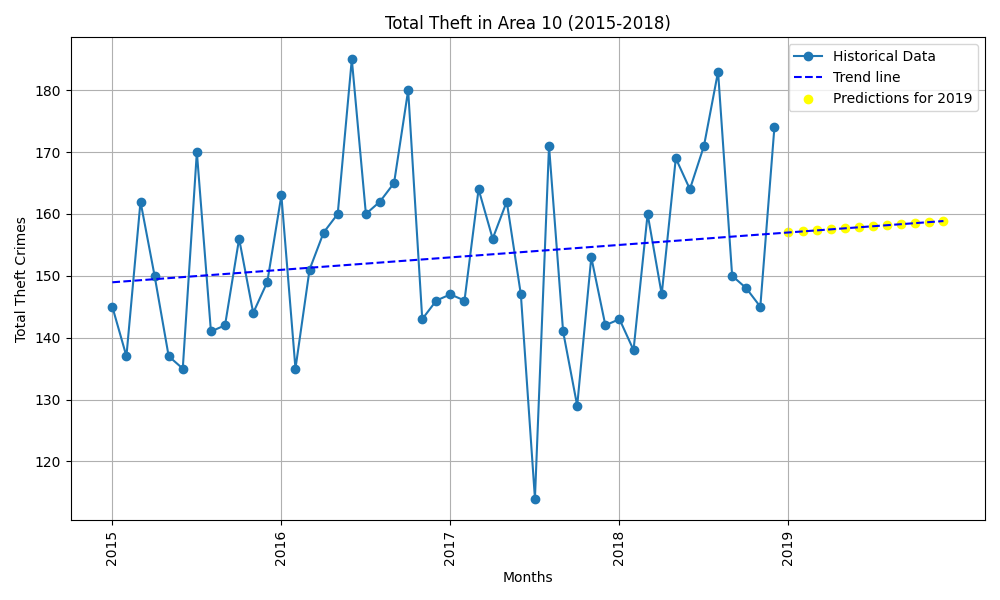 Total Theft in Area 10 (2015-2018)
Historical Data
Trend line
Predictions for 2019
Total Theft Crimes
180
170
160
150
140
130
120
2015
2016
2017
2018
2019
Months